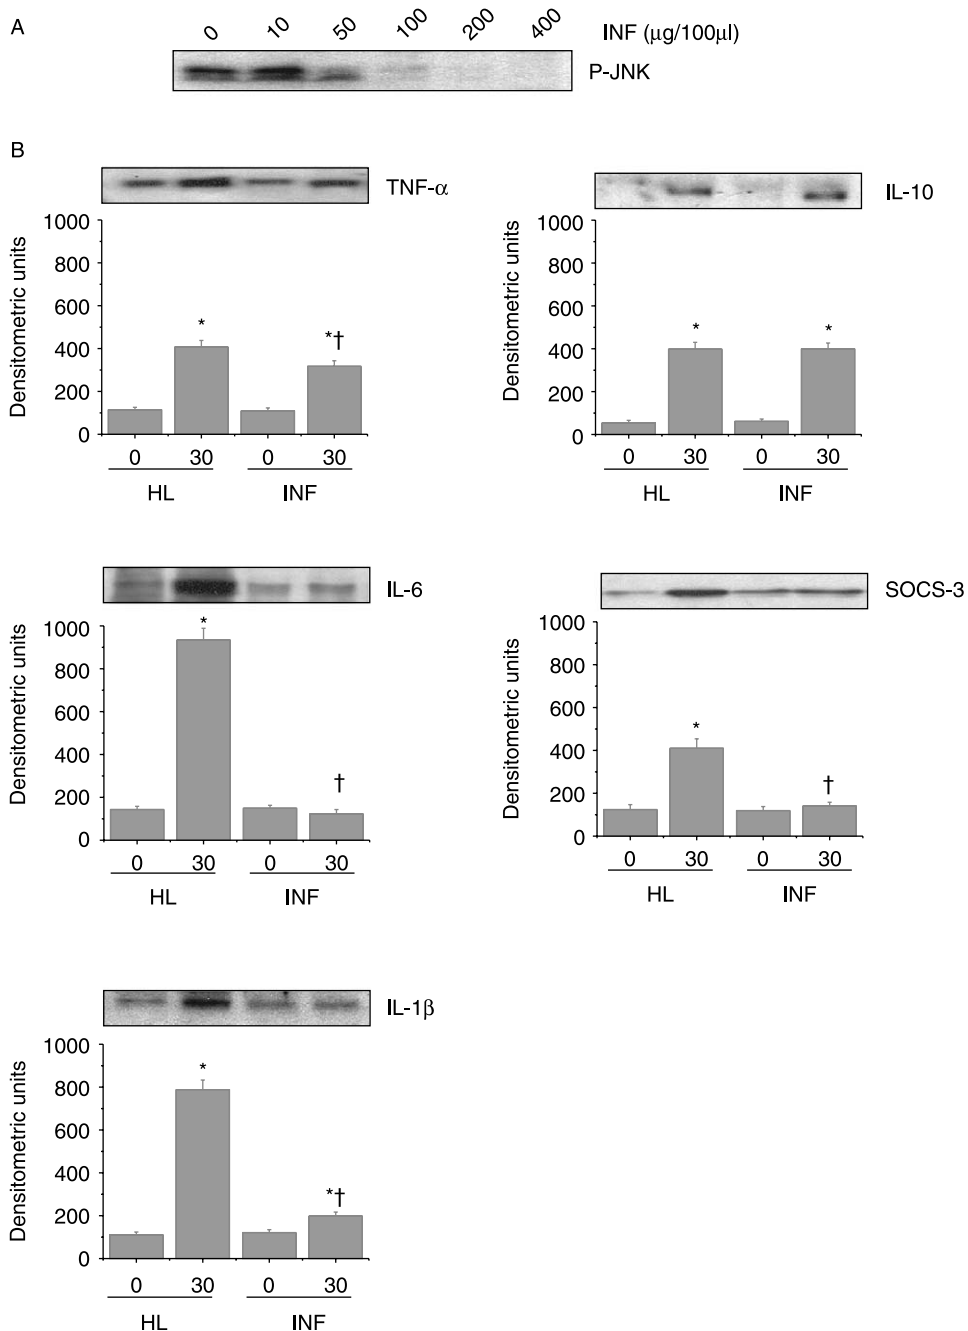 A
0 10 50 100 200 400 INF (μg/100μl)
P-JNK
B
TNF-α
Densitometric units
1000
800
600
400
200
0
*
*†
0 30 0 30
HL INF
IL-10
Densitometric units
1000
800
600
400
200
0
*
*
0 30 0 30
HL INF
IL-6
Densitometric units
1000
800
600
400
200
0
*
†
0 30 0 30
HL INF
SOCS-3
Densitometric units
1000
800
600
400
200
0
*
†
0 30 0 30
HL INF
IL-1β
Densitometric units
1000
800
600
400
200
0
*
*†
0 30 0 30
HL INF